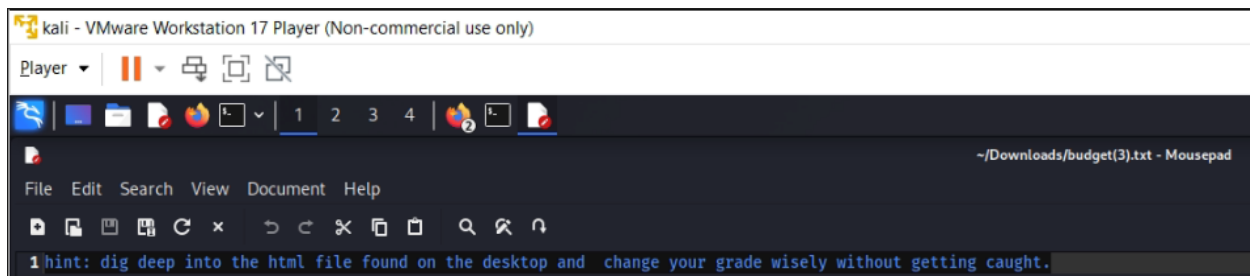 kali - VMware Workstation 17 Player (Non-commercial use only)
Player
1 2 3 4 2
~/Downloads/budget(3).txt - Mousepad
File Edit Search View Document Help
1 hint: dig deep into the html file found on the desktop and  change your grade wisely without getting caught.